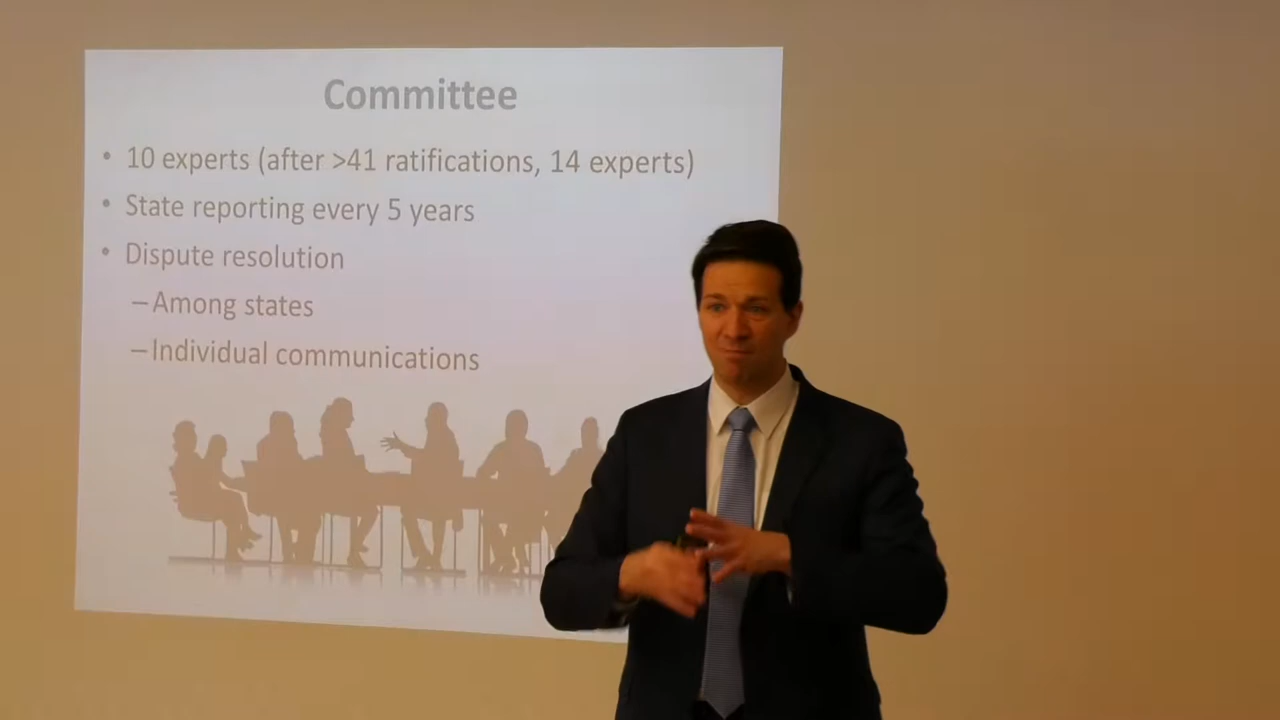 Committee
• 10 experts (after >41 ratifications, 14 experts)
• State reporting every 5 years
• Dispute resolution
–Among states
–Individual communications